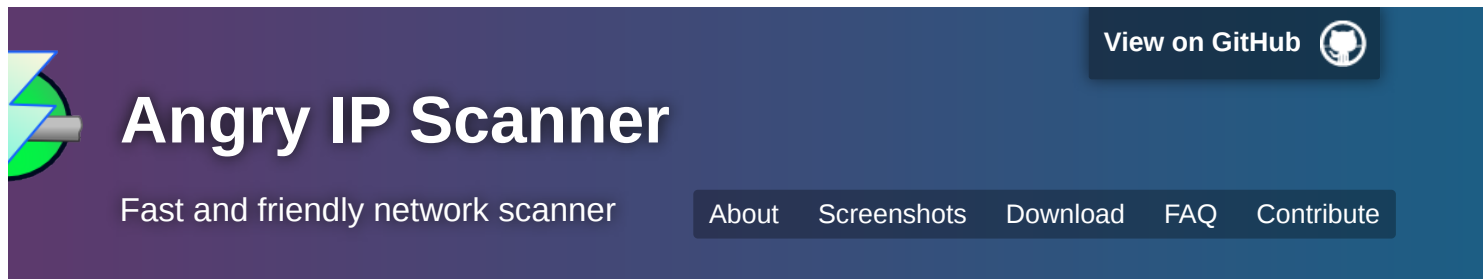 View on GitHub
Angry IP Scanner
Fast and friendly network scanner
About Screenshots Download FAQ Contribute